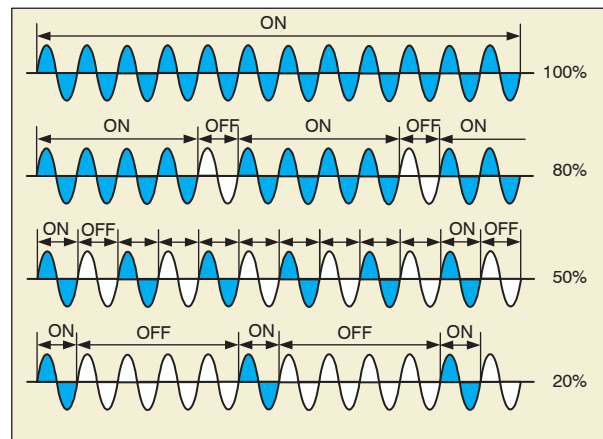 ON
100%
ON OFF ON OFF ON
80%
ON OFF ON OFF
50%
ON OFF ON OFF ON
20%